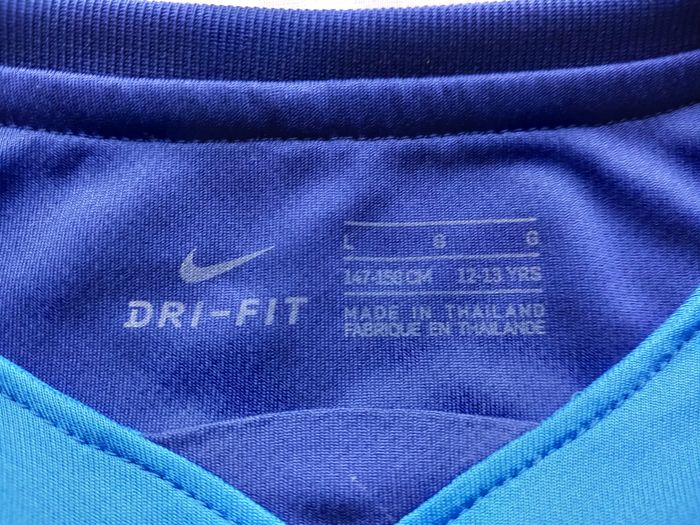 DRI-FIT
L G G
147-158 CM 12-13 YRS
MADE IN THAILAND
FABRIQUE EN THAILANDE